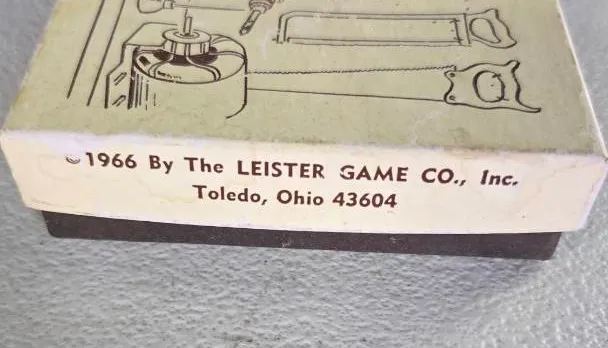 © 1966 By The LEISTER GAME CO., Inc.
Toledo, Ohio 43604